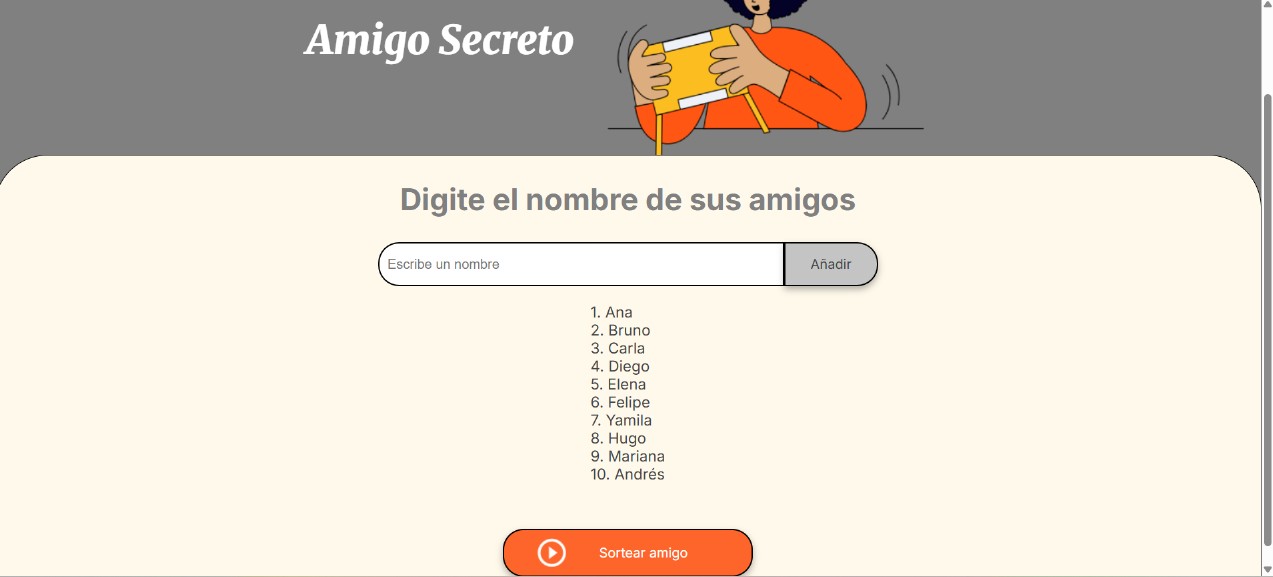 Amigo Secreto
Digite el nombre de sus amigos
Escribe un nombre
Añadir
1. Ana
2. Bruno
3. Carla
4. Diego
5. Elena
6. Felipe
7. Yamila
8. Hugo
9. Mariana
10. Andrés
Sortear amigo